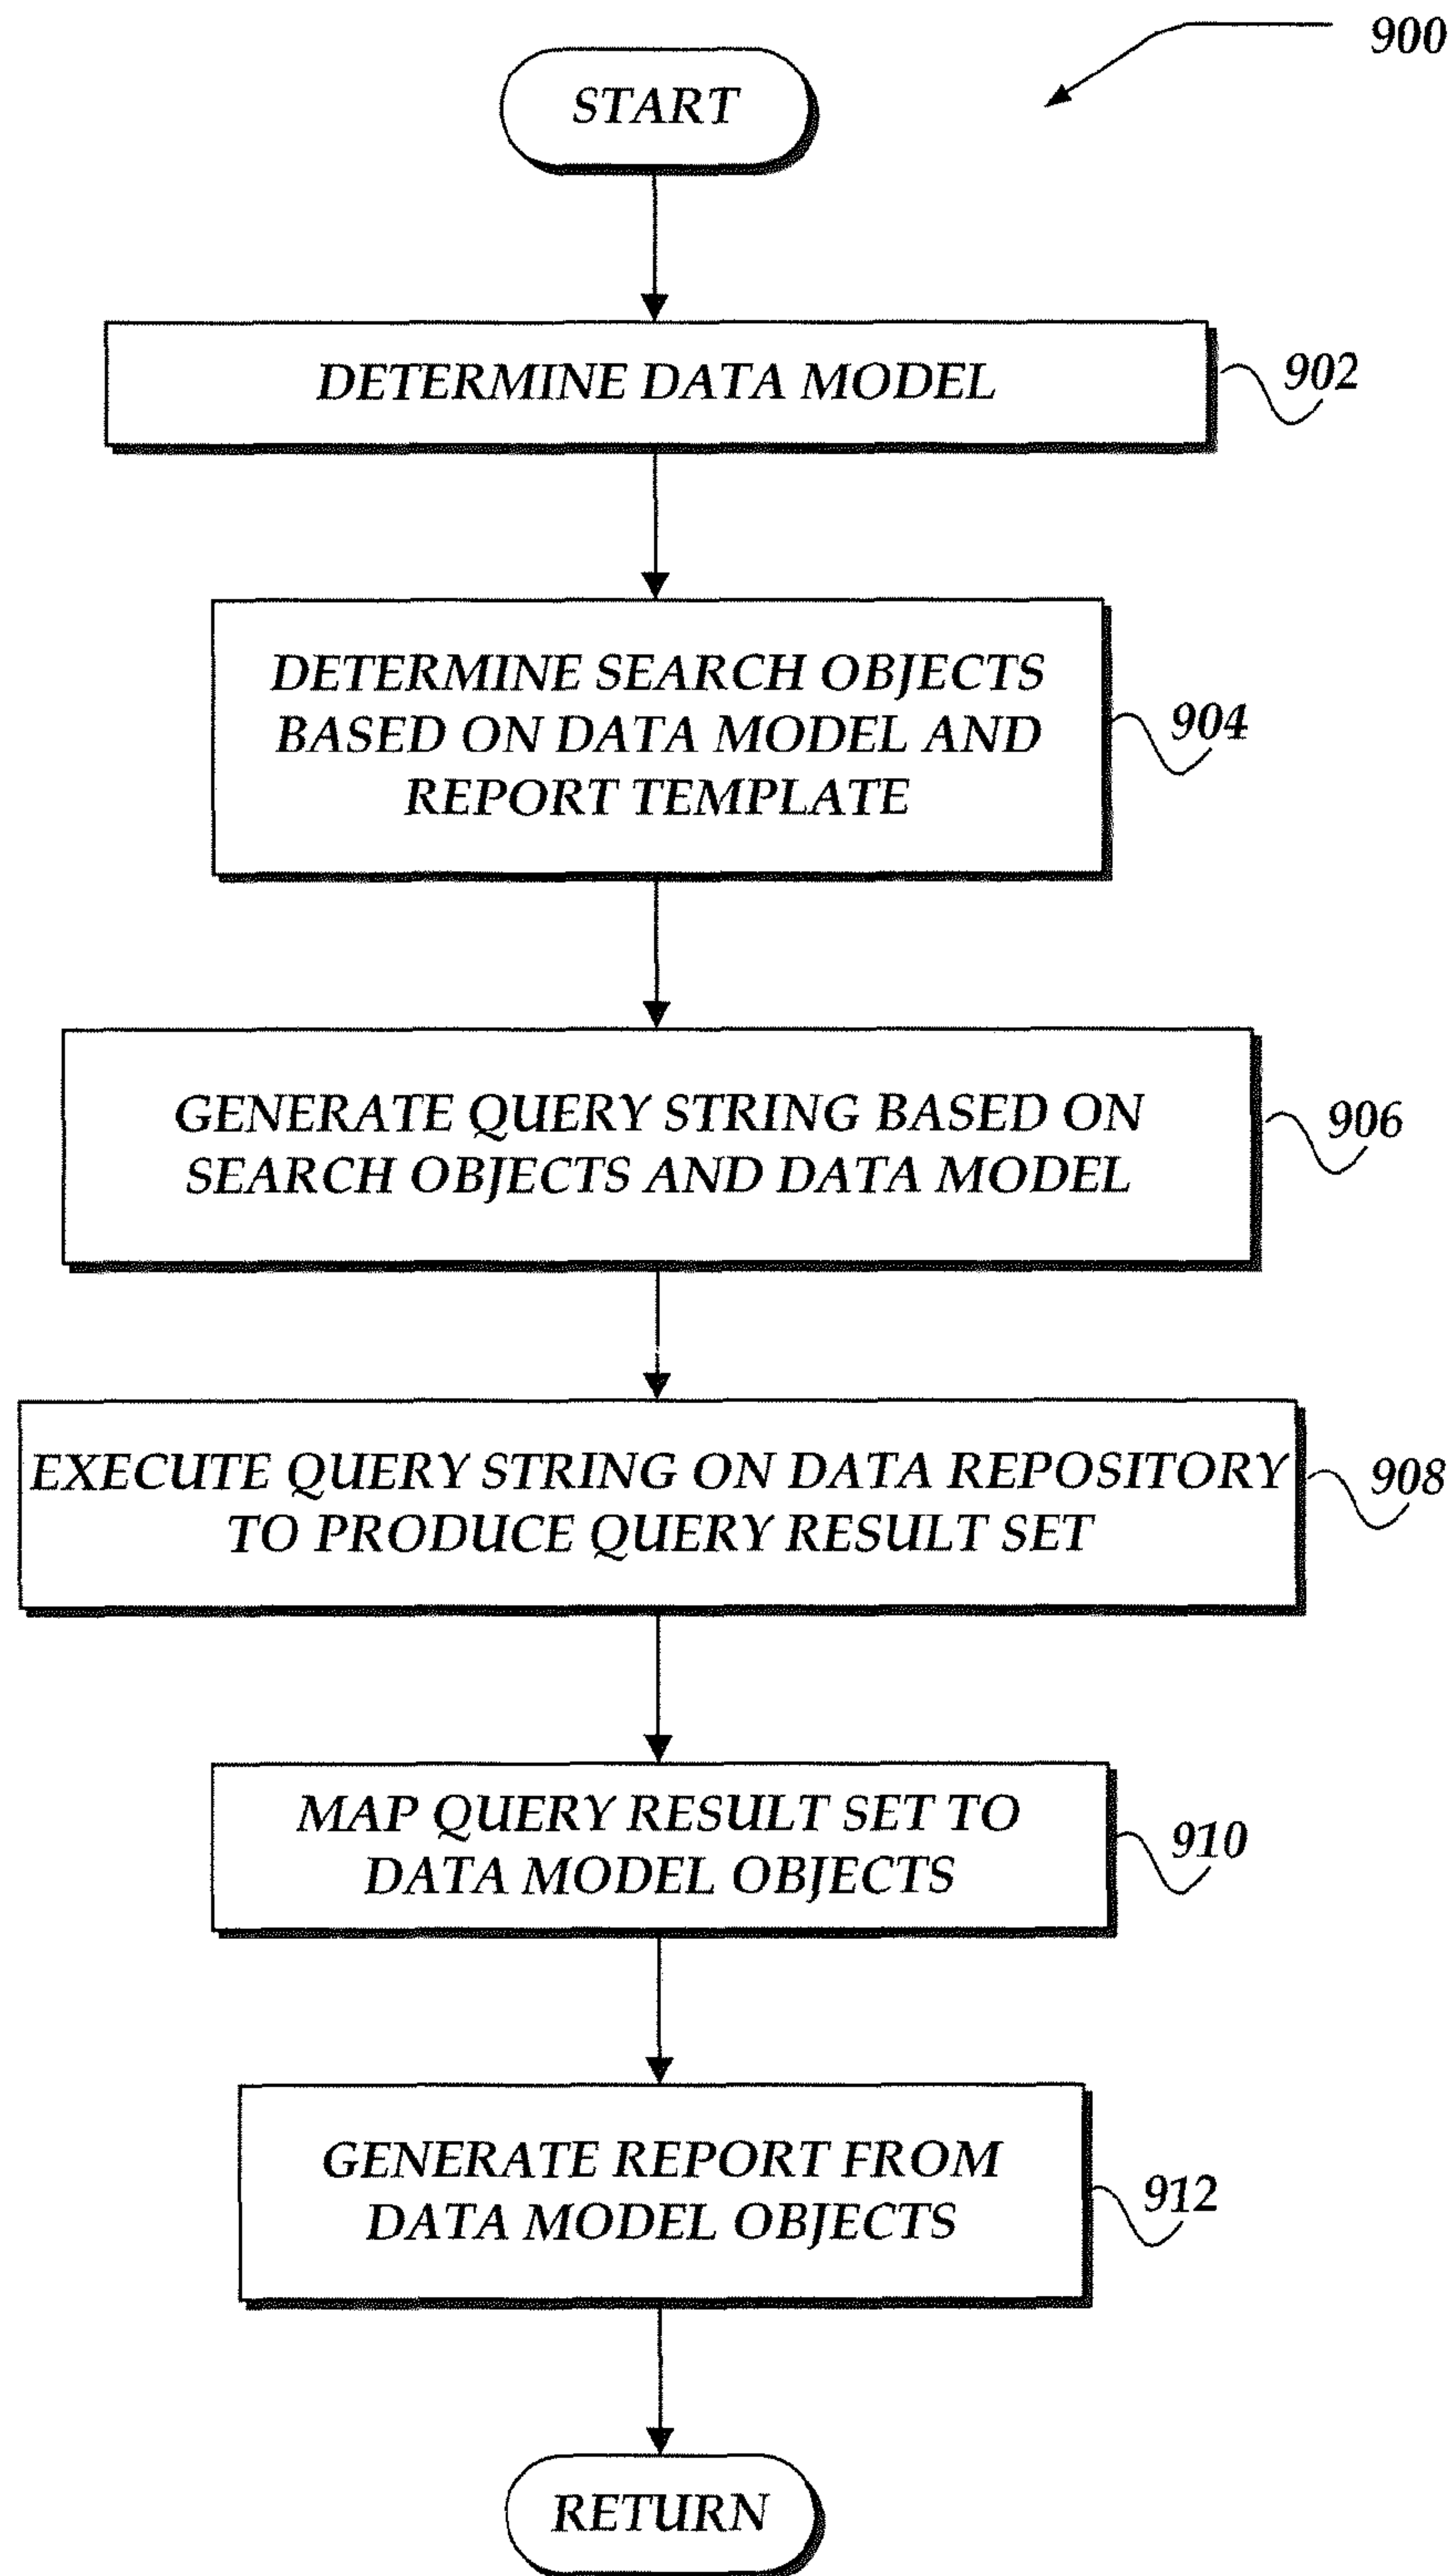 900
START
DETERMINE DATA MODEL
902
DETERMINE SEARCH OBJECTS
BASED ON DATA MODEL AND
REPORT TEMPLATE
904
GENERATE QUERY STRING BASED ON
SEARCH OBJECTS AND DATA MODEL
906
EXECUTE QUERY STRING ON DATA REPOSITORY
TO PRODUCE QUERY RESULT SET
908
MAP QUERY RESULT SET TO
DATA MODEL OBJECTS
910
GENERATE REPORT FROM
DATA MODEL OBJECTS
912
RETURN